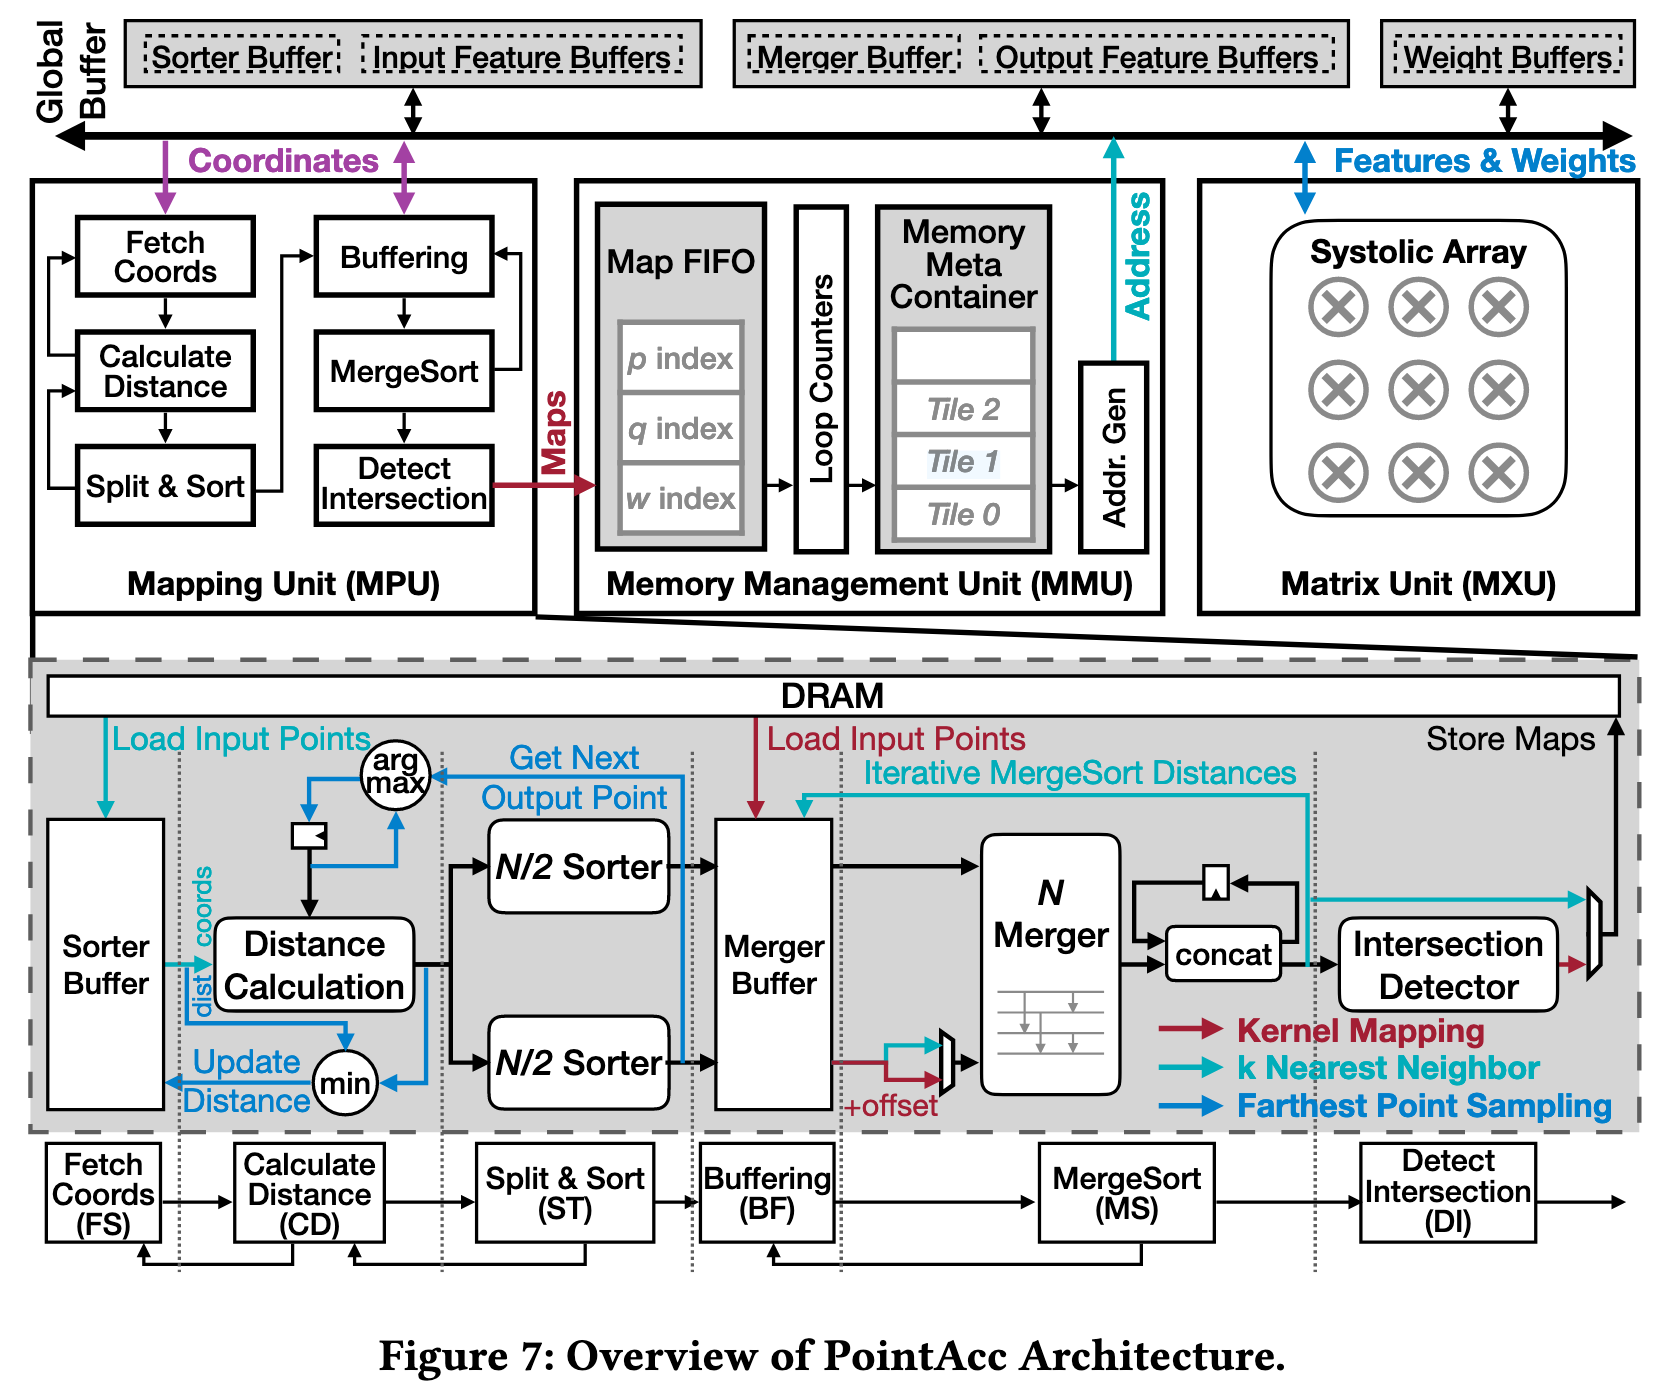 Global
Buffer
Sorter Buffer
Input Feature Buffers
Merger Buffer
Output Feature Buffers
Weight Buffers
Coordinates
Features & Weights
Fetch
Coords
Calculate
Distance
Split & Sort
Buffering
MergeSort
Detect
Intersection
Mapping Unit (MPU)
Maps
Map FIFO
p index
q index
w index
Loop Counters
Memory
Meta
Container
Tile 2
Tile 1
Tile 0
Addr. Gen
Address
Memory Management Unit (MMU)
Systolic Array
Matrix Unit (MXU)
DRAM
Load Input Points
arg
max
Get Next
Output Point
Load Input Points
Iterative MergeSort Distances
Store Maps
Sorter
Buffer
coords
dist
Distance
Calculation
Update
Distance
min
N/2 Sorter
N/2 Sorter
Merger
Buffer
+offset
N
Merger
concat
Intersection
Detector
Kernel Mapping
k Nearest Neighbor
Farthest Point Sampling
Fetch
Coords
(FS)
Calculate
Distance
(CD)
Split & Sort
(ST)
Buffering
(BF)
MergeSort
(MS)
Detect
Intersection
(DI)
Figure 7: Overview of PointAcc Architecture.